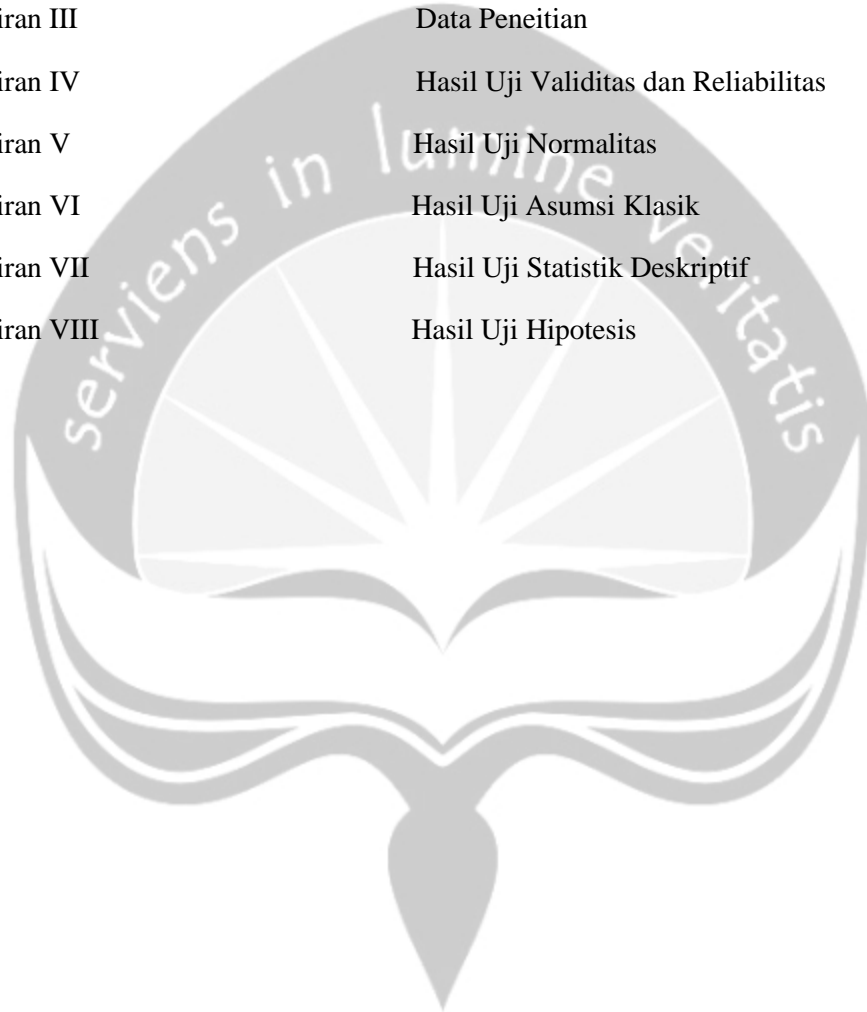 iran III Data Peneitian
iran IV Hasil Uji Validitas dan Reliabilitas
iran V Hasil Uji Normalitas
iran VI Hasil Uji Asumsi Klasik
iran VII Hasil Uji Statistik Deskriptif
iran VIII Hasil Uji Hipotesis
serviens in lumine veritatis